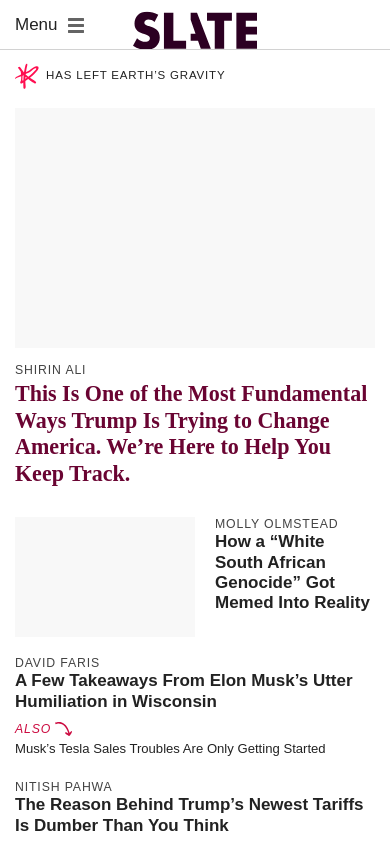 Menu
SLATE
HAS LEFT EARTH’S GRAVITY
SHIRIN ALI
This Is One of the Most Fundamental
Ways Trump Is Trying to Change
America. We’re Here to Help You
Keep Track.
MOLLY OLMSTEAD
How a “White
South African
Genocide” Got
Memed Into Reality
DAVID FARIS
A Few Takeaways From Elon Musk’s Utter
Humiliation in Wisconsin
ALSO
Musk’s Tesla Sales Troubles Are Only Getting Started
NITISH PAHWA
The Reason Behind Trump’s Newest Tariffs
Is Dumber Than You Think